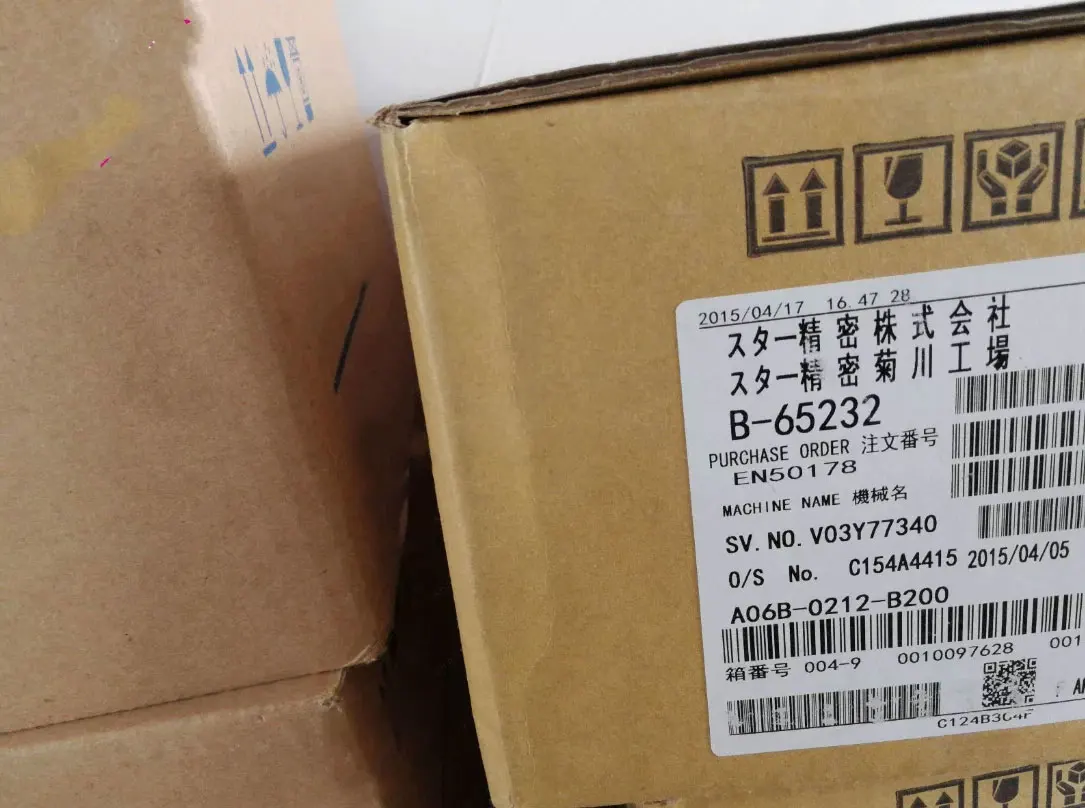 2015/04/17 16.47 28
スター精密株式会社
スター精密菊川工場
B-65232
PURCHASE ORDER 注文番号
EN50178
MACHINE NAME 機械名
SV.NO.V03Y77340
O/S No. C154A4415 2015/04/05
A06B-0212-B200
箱番号 004-9 0010097628 001